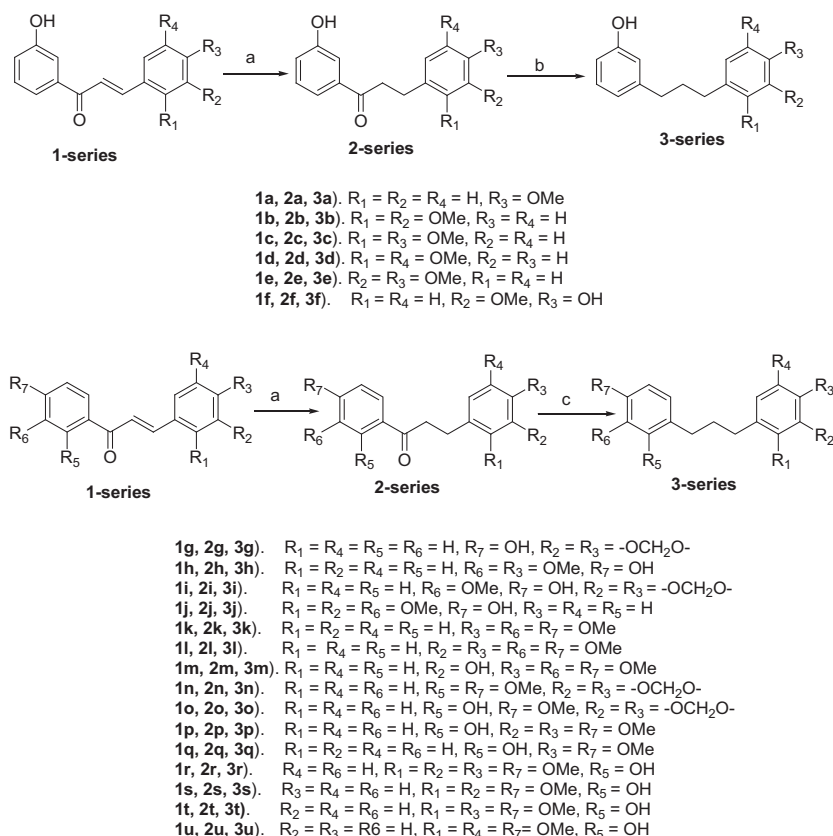 OH
R4
R3
R2
R1
O
1-series
a
OH
R4
R3
R2
R1
O
2-series
b
OH
R4
R3
R2
R1
3-series
1a, 2a, 3a). R1 = R2 = R4 = H, R3 = OMe
1b, 2b, 3b). R1 = R2 = OMe, R3 = R4 = H
1c, 2c, 3c). R1 = R3 = OMe, R2 = R4 = H
1d, 2d, 3d). R1 = R4 = OMe, R2 = R3 = H
1e, 2e, 3e). R2 = R3 = OMe, R1 = R4 = H
1f, 2f, 3f). R1 = R4 = H, R2 = OMe, R3 = OH
R7
R6
R5
O
R4
R3
R2
R1
1-series
a
R7
R6
R5
O
R4
R3
R2
R1
2-series
c
R7
R6
R5
R4
R3
R2
R1
3-series
1g, 2g, 3g). R1 = R4 = R5 = R6 = H, R7 = OH, R2 = R3 = -OCH2O-
1h, 2h, 3h). R1 = R2 = R4 = R5 = H, R6 = R3 = OMe, R7 = OH
1i, 2i, 3i). R1 = R4 = R5 = H, R6 = OMe, R7 = OH, R2 = R3 = -OCH2O-
1j, 2j, 3j). R1 = R2 = R6 = OMe, R7 = OH, R3 = R4 = R5 = H
1k, 2k, 3k). R1 = R2 = R4 = R5 = H, R3 = R6 = R7 = OMe
1l, 2l, 3l). R1 = R4 = R5 = H, R2 = R3 = R6 = R7 = OMe
1m, 2m, 3m). R1 = R4 = R5 = H, R2 = OH, R3 = R6 = R7 = OMe
1n, 2n, 3n). R1 = R4 = R6 = H, R5 = R7 = OMe, R2 = R3 = -OCH2O-
1o, 2o, 3o). R1 = R4 = R6 = H, R5 = OH, R7 = OMe, R2 = R3 = -OCH2O-
1p, 2p, 3p). R1 = R4 = R6 = H, R5 = OH, R2 = R3 = R7 = OMe
1q, 2q, 3q). R1 = R2 = R4 = R6 = H, R5 = OH, R3 = R7 = OMe
1r, 2r, 3r). R4 = R6 = H, R1 = R2 = R3 = R7 = OMe, R5 = OH
1s, 2s, 3s). R3 = R4 = R6 = H, R1 = R2 = R7 = OMe, R5 = OH
1t, 2t, 3t). R2 = R4 = R6 = H, R1 = R3 = R7 = OMe, R5 = OH
1u, 2u, 3u). R2 = R3 = R6 = H, R1 = R4 = R7= OMe, R5 = OH